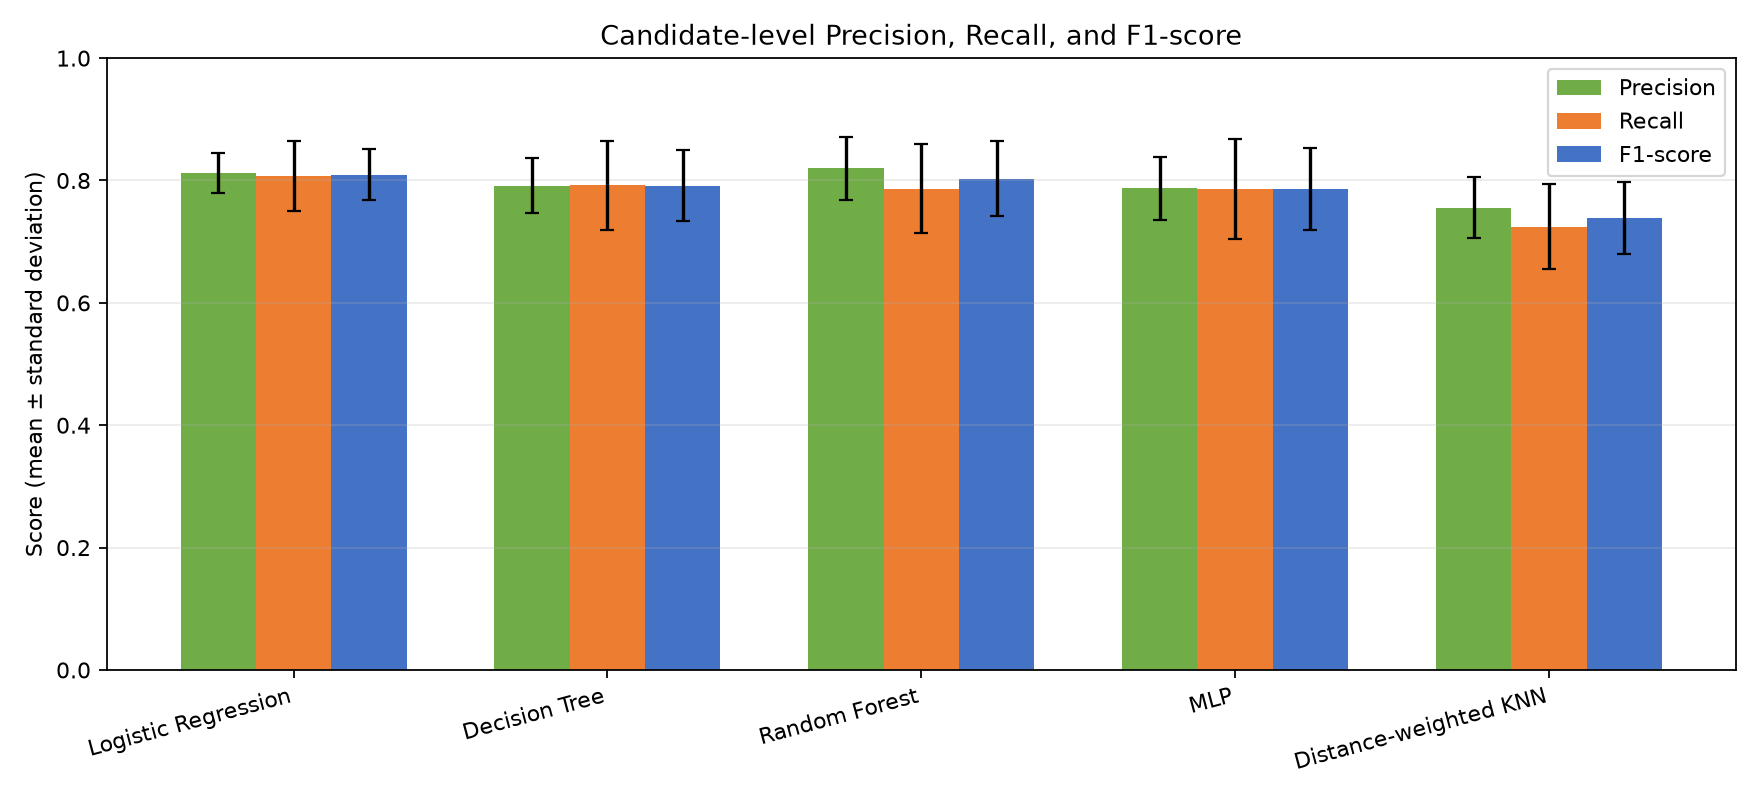 Candidate-level Precision, Recall, and F1-score
Score (mean ± standard deviation)
1.0
0.8
0.6
0.4
0.2
0.0
Precision
Recall
F1-score
Logistic Regression
Decision Tree
Random Forest
MLP
Distance-weighted KNN